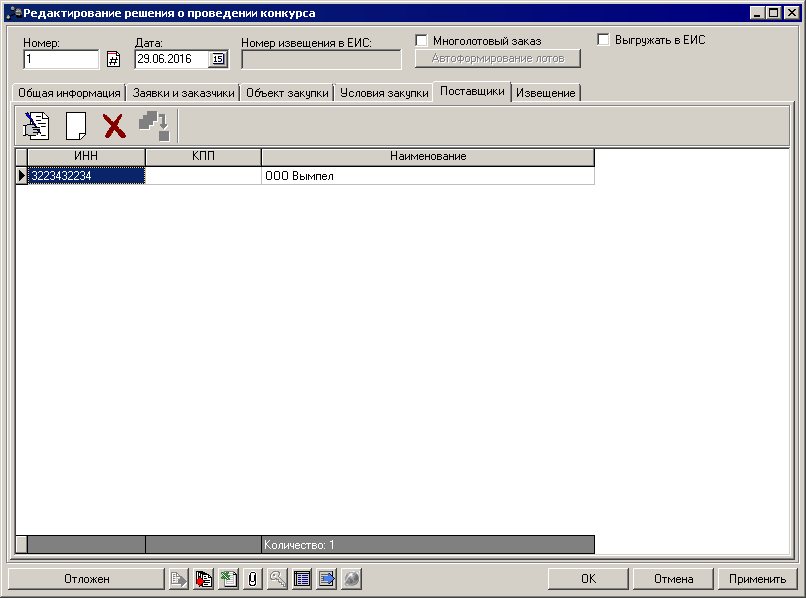 Редактирование решения о проведении конкурса
Номер: Дата: Номер извещения в ЕИС: Многолотовый заказ Выгружать в ЕИС
1 29.06.2016 15 Автоформирование лотов
Общая информация Заявки и заказчики Объект закупки Условия закупки Поставщики Извещение
ИНН КПП Наименование
3223432234 ООО Вымпел
Количество: 1
Отложен OK Отмена Применить